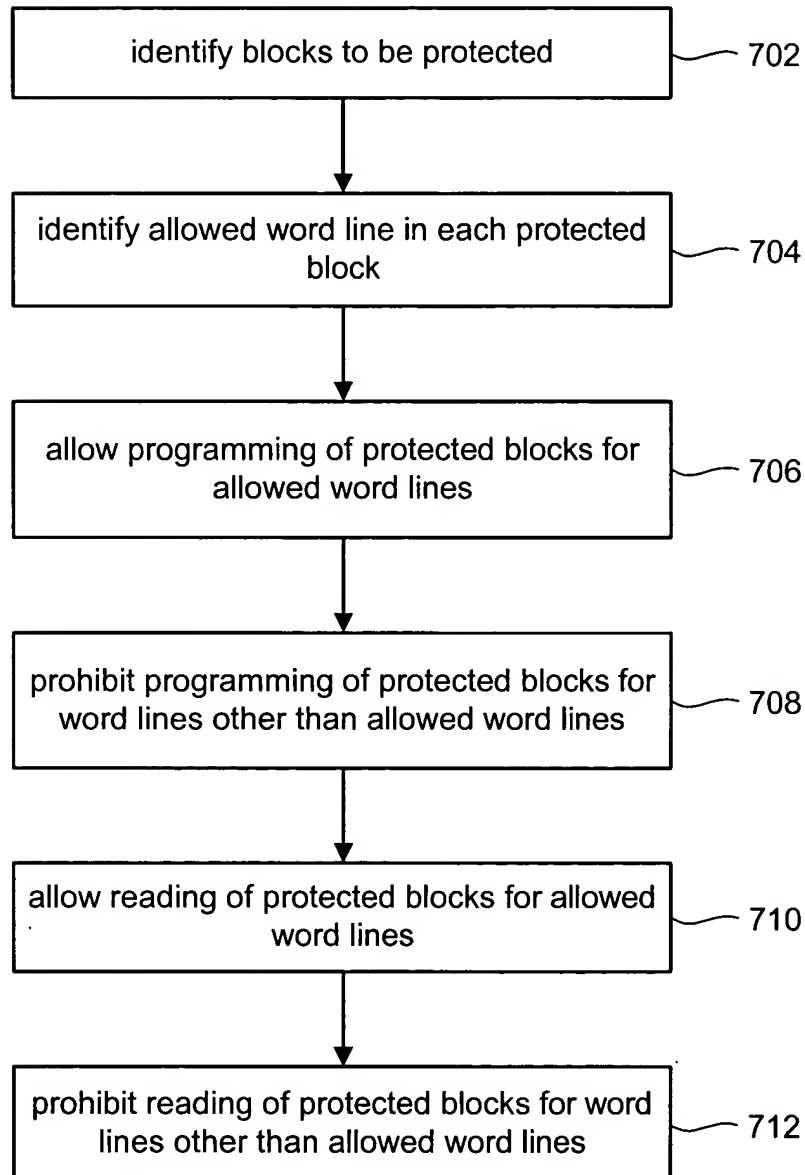 identify blocks to be protected
702
identify allowed word line in each protected
block
704
allow programming of protected blocks for
allowed word lines
706
prohibit programming of protected blocks for
word lines other than allowed word lines
708
allow reading of protected blocks for allowed
word lines
710
prohibit reading of protected blocks for word
lines other than allowed word lines
712